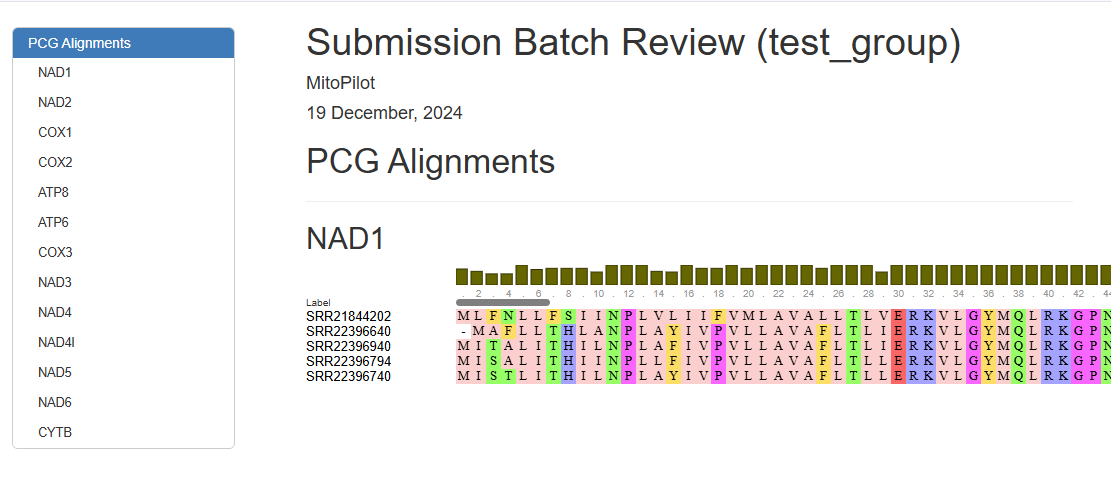 PCG Alignments
NAD1
NAD2
COX1
COX2
ATP8
ATP6
COX3
NAD3
NAD4
NAD4l
NAD5
NAD6
CYTB
Submission Batch Review (test_group)
MitoPilot
19 December, 2024
PCG Alignments
NAD1
2 . 4 . 6 . 8 . 10 . 12 . 14 . 16 . 18 . 20 . 22 . 24 . 26 . 28 . 30 . 32 . 34 . 36 . 38 . 40 . 42 . 44
Label
SRR21844202 M L F N L L F S I I N P L V L I I F V M L A V A L L T L V E R K V L G Y M Q L R K G P N
SRR22396640 - M A F L L T H L A N P L A Y I V P V L L A V A F L T L I E R K V L G Y M Q L R K G P N
SRR22396940 M I T A L I T H I I N P L A F I V P V L L A V A F L T L L E R K V L G Y M Q L R K G P N
SRR22396794 M I S A L I T H I I N P L L F I V P V L L A V A F L T L L E R K V L G Y M Q L R K G P N
SRR22396740 M I S T L I T H I L N P L A Y I V P V L L A V A F L T L L E R K V L G Y M Q L R K G P N